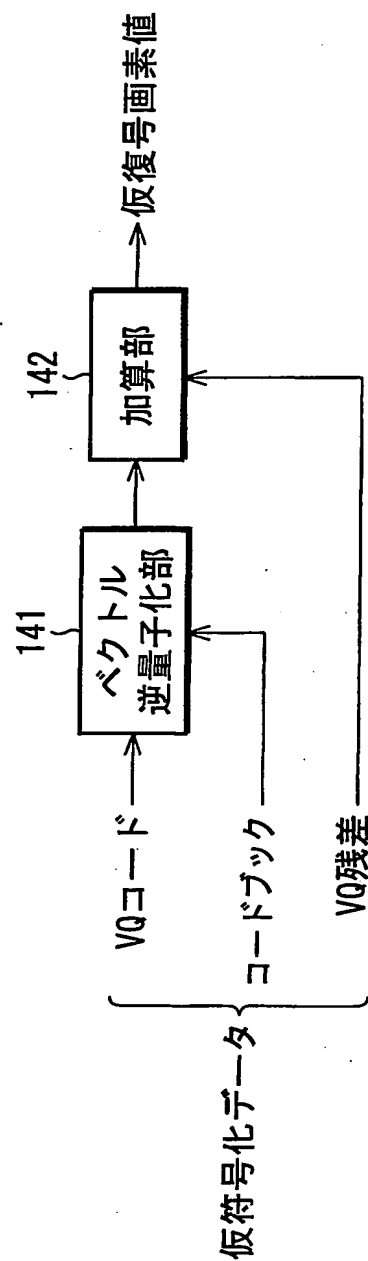 仮符号化データ
VQコード
コードブック
VQ残差
141
ベクトル
逆量子化部
142
加算部
仮復号画素値